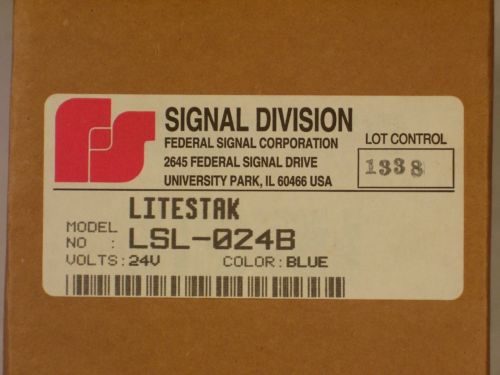 SIGNAL DIVISION
FEDERAL SIGNAL CORPORATION
2645 FEDERAL SIGNAL DRIVE
UNIVERSITY PARK, IL 60466 USA
LOT CONTROL
1338
LITESTAK
MODEL
NO : LSL-024B
VOLTS:24V COLOR:BLUE